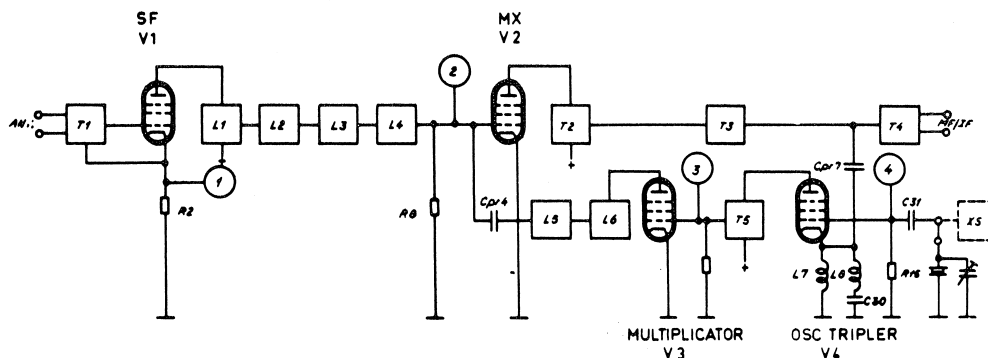 SF
V1
MX
V2
2
AN.
T1
L1
L2
L3
L4
T2
T3
T4
MF/IF
1
R2
R8
Cpr4
3
Cpr7
4
L5
L6
T5
C31
XS
L7
L8
R16
C30
MULTIPLICATOR
V3
OSC TRIPLER
V4